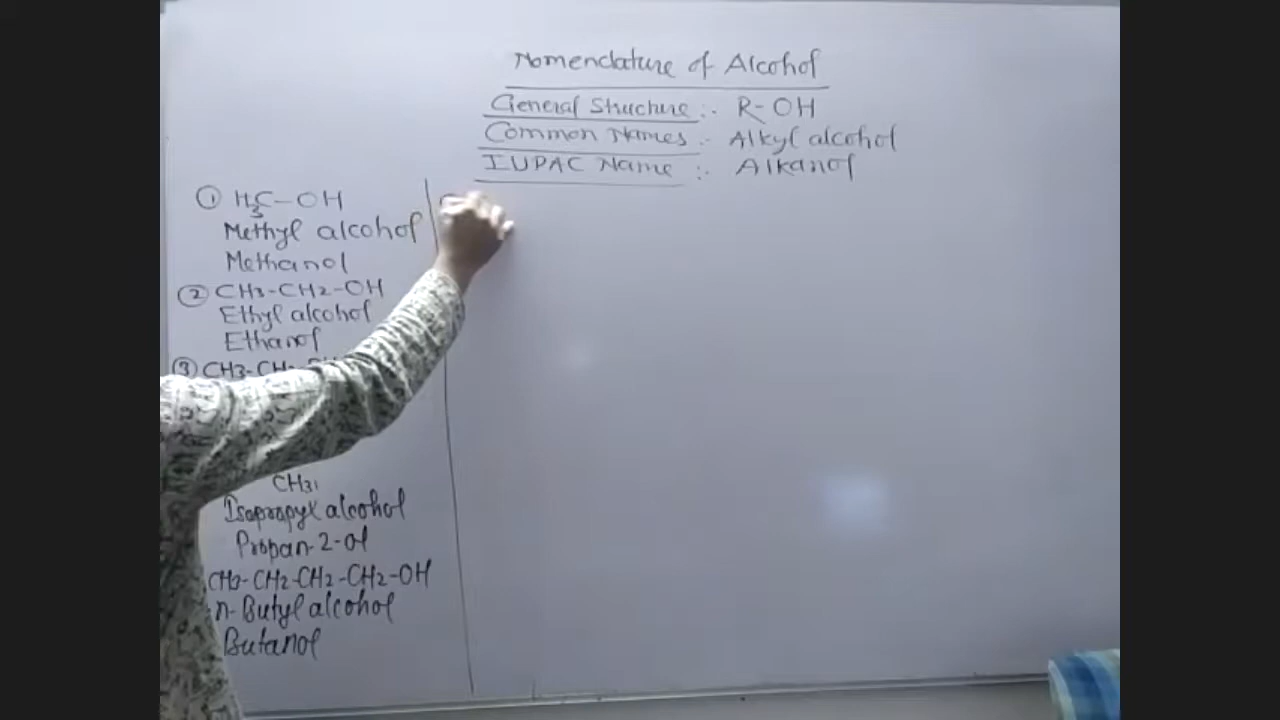 Nomenclature of Alcohol
General Structure :- R-OH
Common Names :- Alkyl alcohol
IUPAC Name :- Alkanol
① H3C-OH
Methyl alcohol
Methanol
② CH3-CH2-OH
Ethyl alcohol
Ethanol
③ CH3-CH2-
CH3
Isopropyl alcohol
Propan-2-ol
CH3-CH2-CH2-CH2-OH
n-Butyl alcohol
Butanol